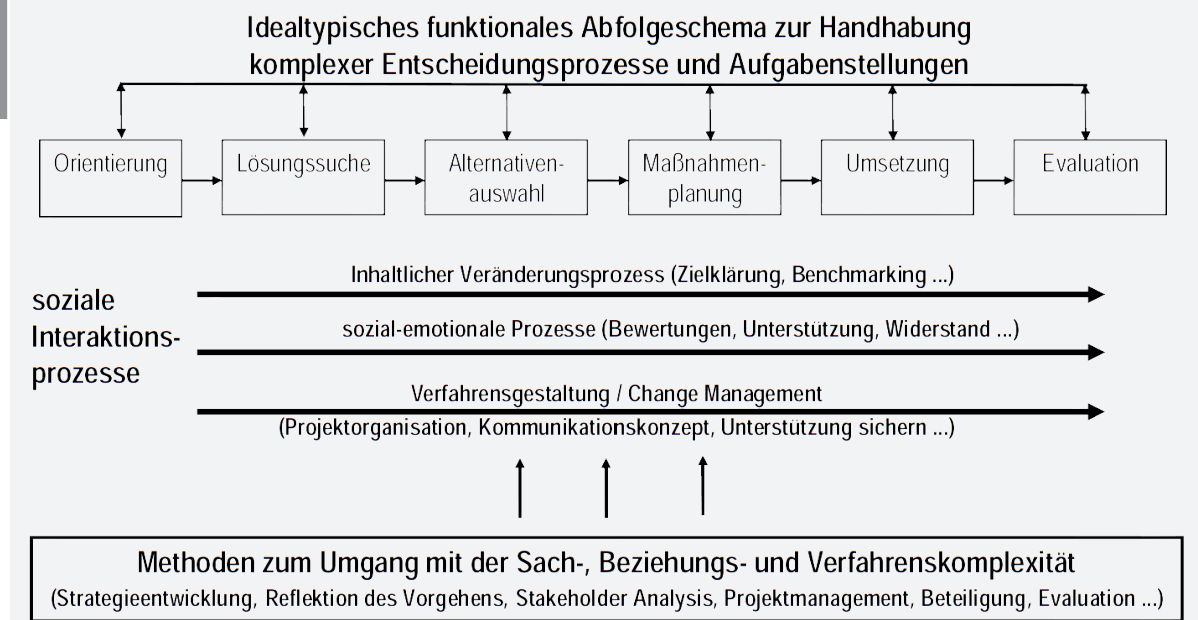 Idealtypisches funktionales Abfolgeschema zur Handhabung
komplexer Entscheidungsprozesse und Aufgabenstellungen
Orientierung
Lösungssuche
Alternativen-
auswahl
Maßnahmen-
planung
Umsetzung
Evaluation
soziale
Interaktions-
prozesse
Inhaltlicher Veränderungsprozess (Zielklärung, Benchmarking ...)
sozial-emotionale Prozesse (Bewertungen, Unterstützung, Widerstand ...)
Verfahrensgestaltung / Change Management
(Projektorganisation, Kommunikationskonzept, Unterstützung sichern ...)
Methoden zum Umgang mit der Sach-, Beziehungs- und Verfahrenskomplexität
(Strategieentwicklung, Reflektion des Vorgehens, Stakeholder Analysis, Projektmanagement, Beteiligung, Evaluation ...)